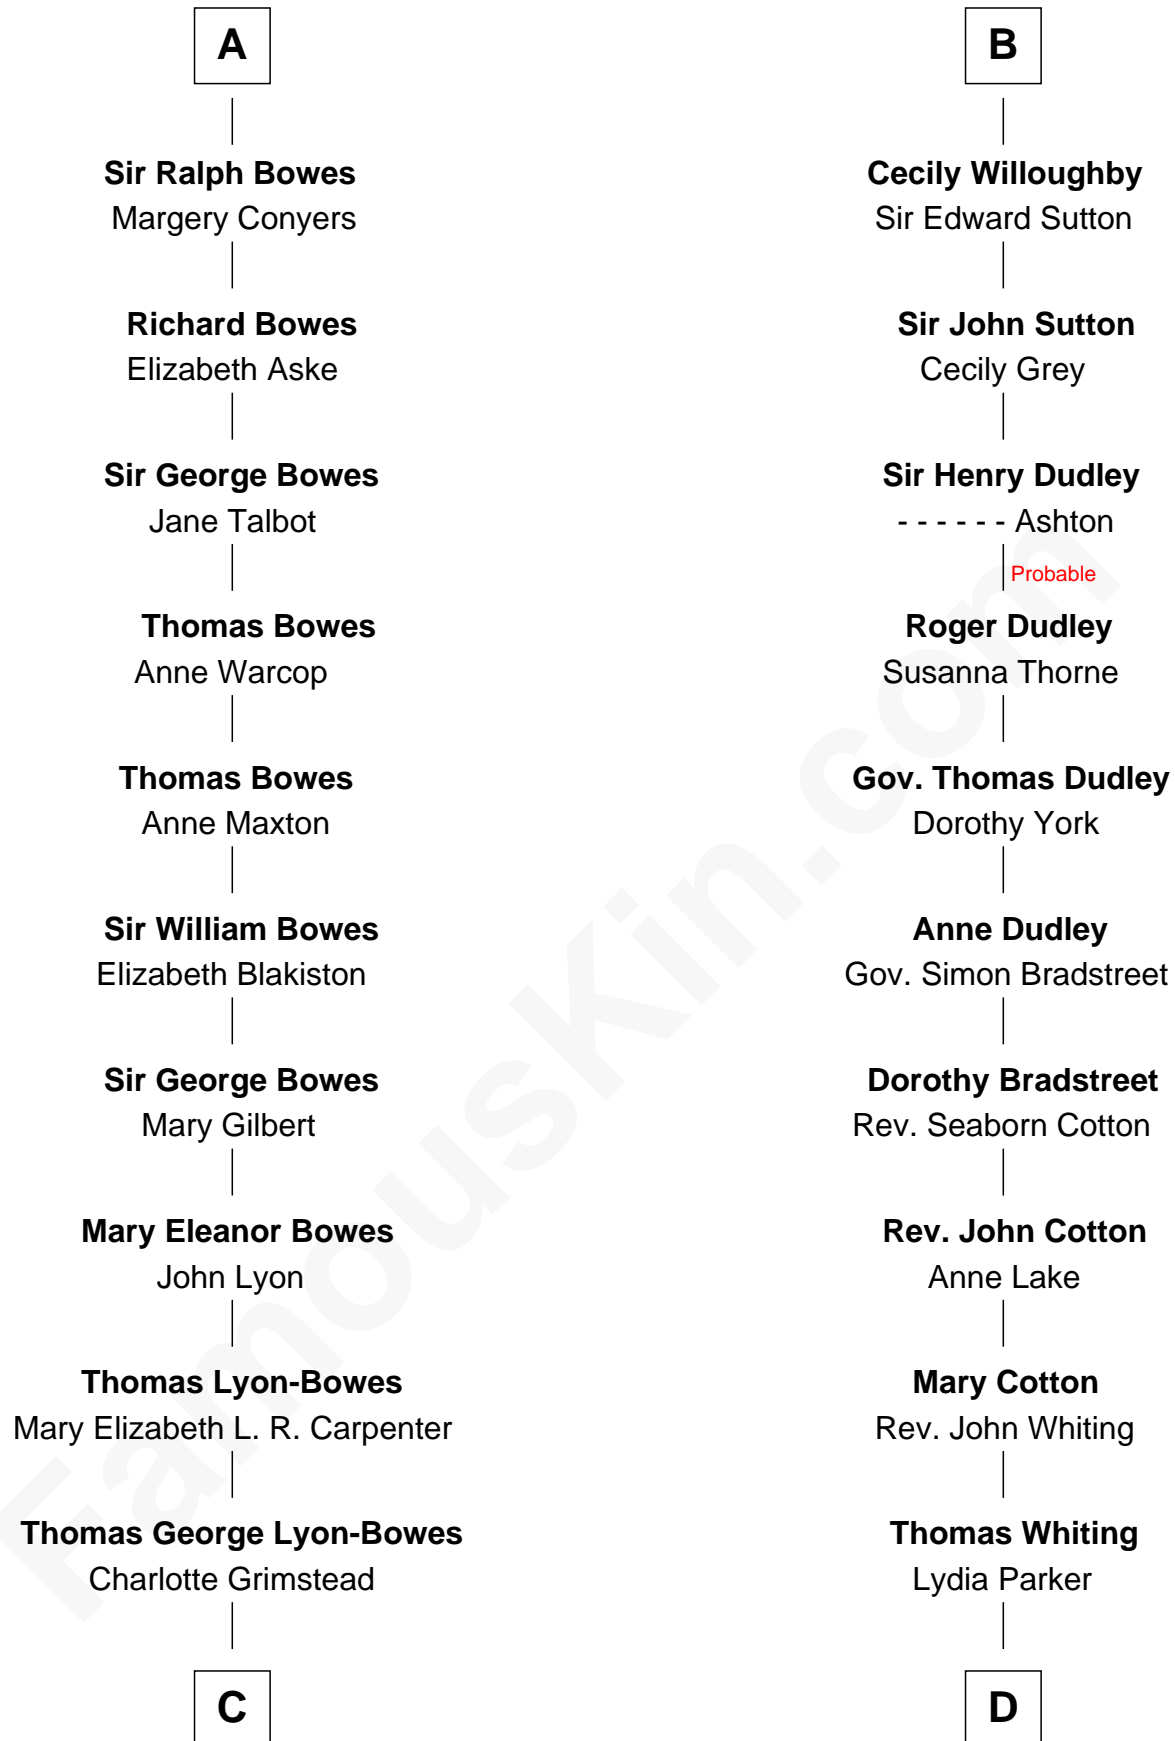 A
Sir Ralph Bowes
Margery Conyers
Richard Bowes
Elizabeth Aske
Sir George Bowes
Jane Talbot
Thomas Bowes
Anne Warcop
Thomas Bowes
Anne Maxton
Sir William Bowes
Elizabeth Blakiston
Sir George Bowes
Mary Gilbert
Mary Eleanor Bowes
John Lyon
Thomas Lyon-Bowes
Mary Elizabeth L. R. Carpenter
Thomas George Lyon-Bowes
Charlotte Grimstead
C
B
Cecily Willoughby
Sir Edward Sutton
Sir John Sutton
Cecily Grey
Sir Henry Dudley
- - - - - - Ashton
Probable
Roger Dudley
Susanna Thorne
Gov. Thomas Dudley
Dorothy York
Anne Dudley
Gov. Simon Bradstreet
Dorothy Bradstreet
Rev. Seaborn Cotton
Rev. John Cotton
Anne Lake
Mary Cotton
Rev. John Whiting
Thomas Whiting
Lydia Parker
D
FamousKin.com